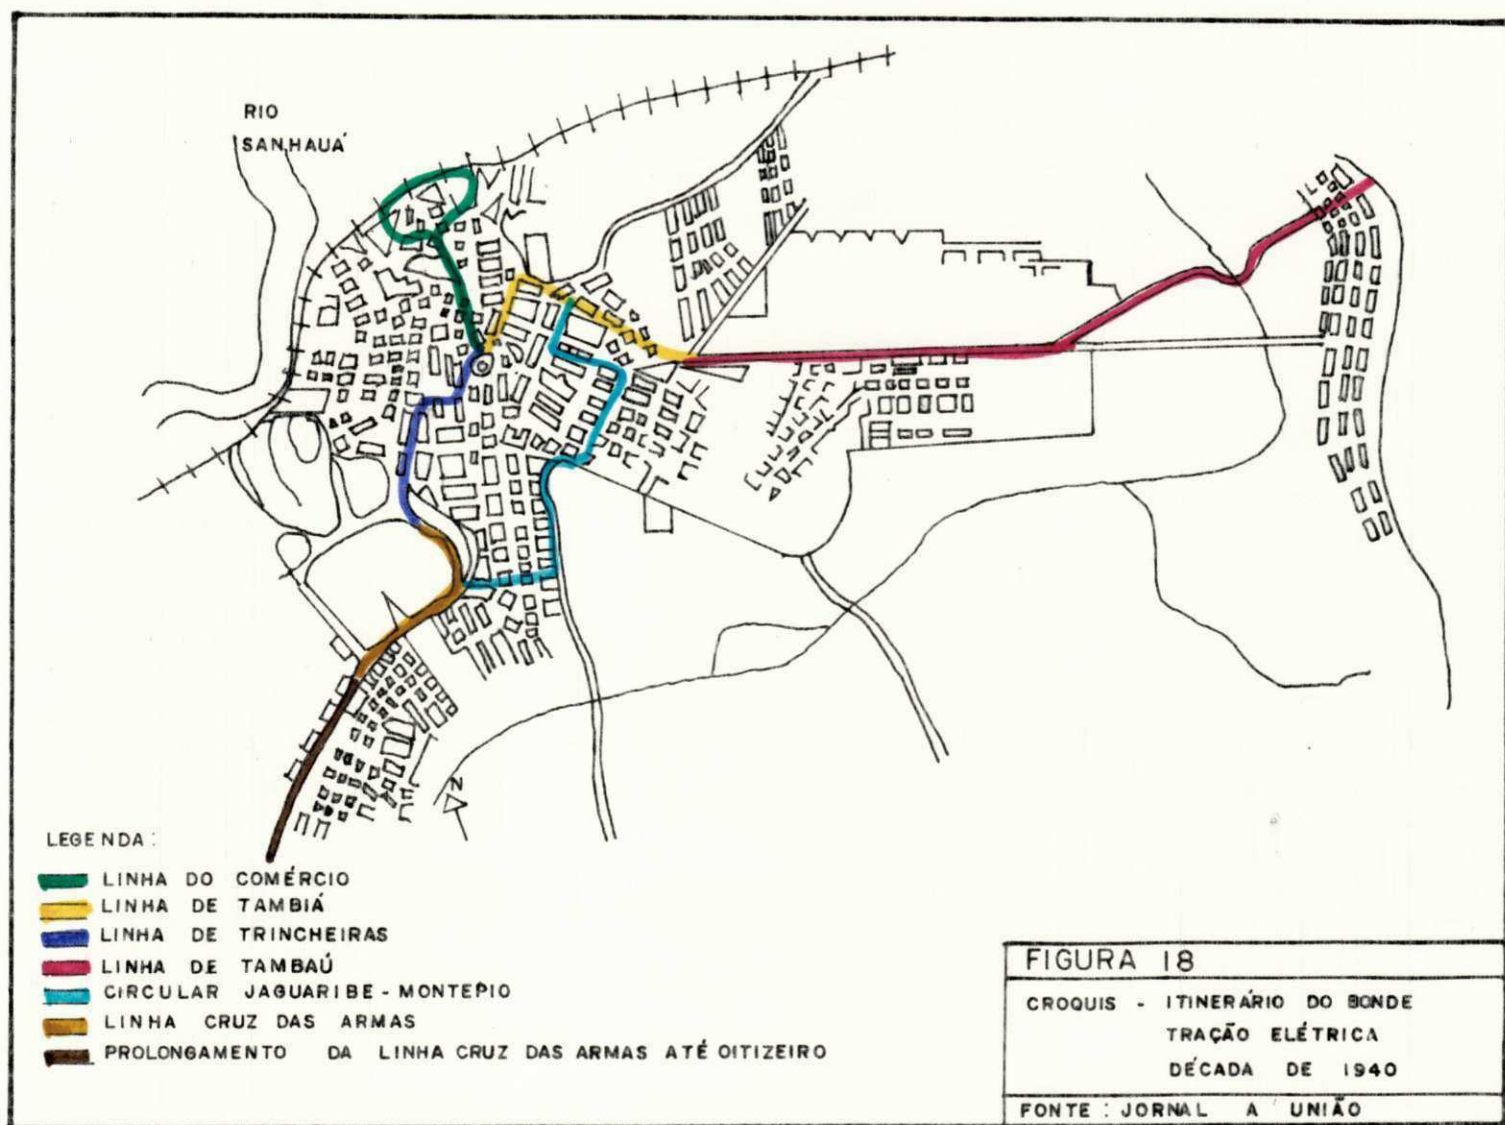 RIO
SANHAUÁ
N
LEGENDA:
LINHA DO COMÉRCIO
LINHA DE TAMBIÁ
LINHA DE TRINCHEIRAS
LINHA DE TAMBAÚ
CIRCULAR JAGUARIBE - MONTEPIO
LINHA CRUZ DAS ARMAS
PROLONGAMENTO DA LINHA CRUZ DAS ARMAS ATÉ OITIZEIRO
FIGURA 18
CROQUIS - ITINERÁRIO DO BONDE
TRAÇÃO ELÉTRICA
DÉCADA DE 1940
FONTE: JORNAL A UNIÃO